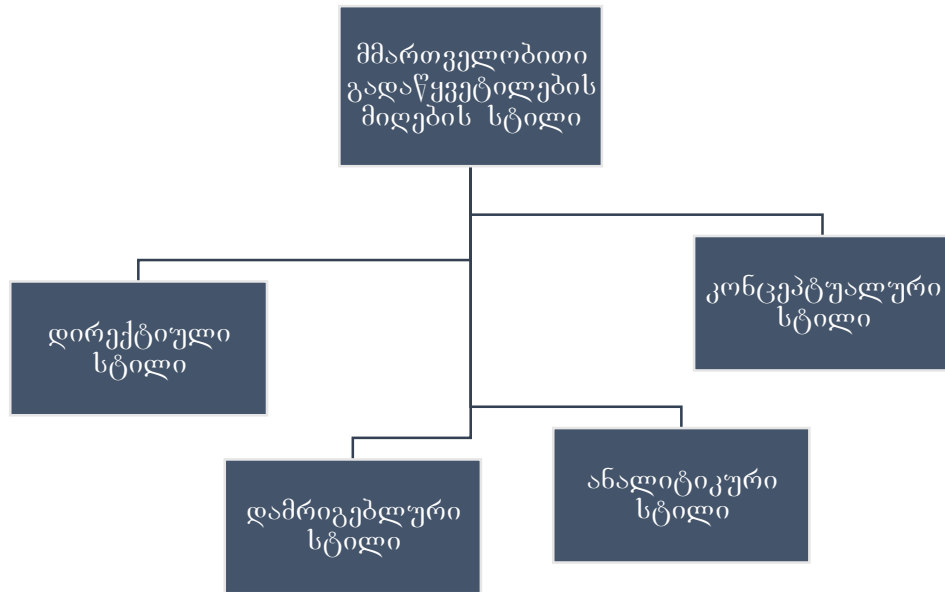 მმართველობითი
გადაწყვეტილების
მიღების სტილი
კონცეპტუალური
სტილი
დირექტიული
სტილი
ანალიტიკური
სტილი
დამრიგებლური
სტილი